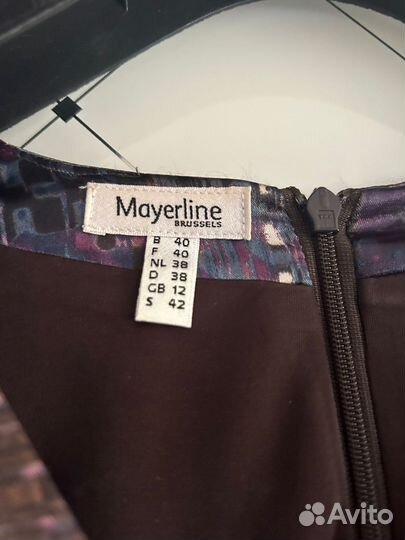 Mayerline
BRUSSELS
B 40
F 40
NL 38
D 38
GB 12
S 42
Avito